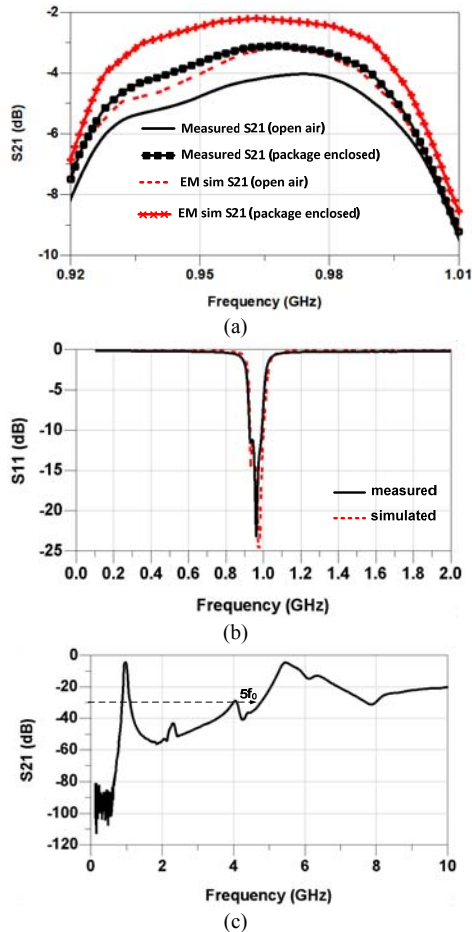 -2
-4
-6
-8
-10
S21 (dB)
Measured S21 (open air)
Measured S21 (package enclosed)
EM sim S21 (open air)
EM sim S21 (package enclosed)
0.92
0.95
0.98
1.01
Frequency (GHz)
(a)
0
-5
-10
-15
-20
-25
S11 (dB)
measured
simulated
0.0 0.2 0.4 0.6 0.8 1.0 1.2 1.4 1.6 1.8 2.0
Frequency (GHz)
(b)
0
-20
-40
-60
-80
-100
-120
S21 (dB)
5f₀
0 2 4 6 8 10
Frequency (GHz)
(c)